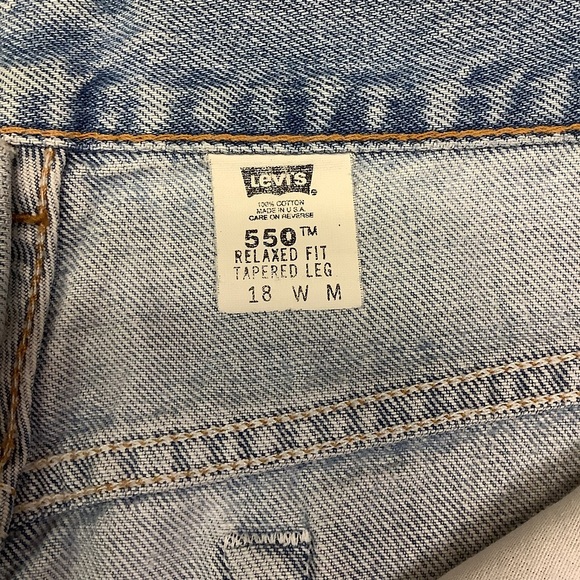 Levi's
100% COTTON
MADE IN U.S.A.
CARE ON REVERSE
550™
RELAXED FIT
TAPERED LEG
18 W M